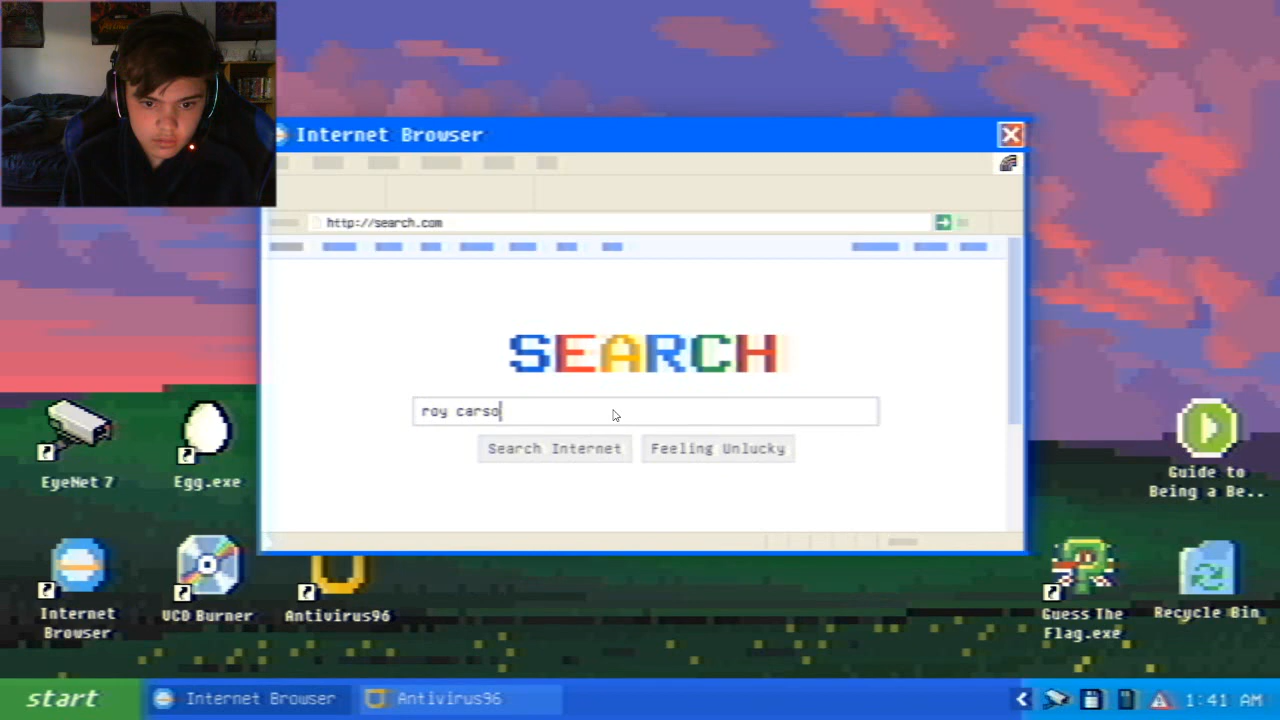 Internet Browser
http://search.com
SEARCH
roy carso
Search Internet
Feeling Unlucky
EyeNet 7
Egg.exe
Guide to
Being a Be..
Internet
Browser
VCD Burner
Antivirus96
Guess The
Flag.exe
Recycle Bin
start
Internet Browser
Antivirus96
1:41 AM